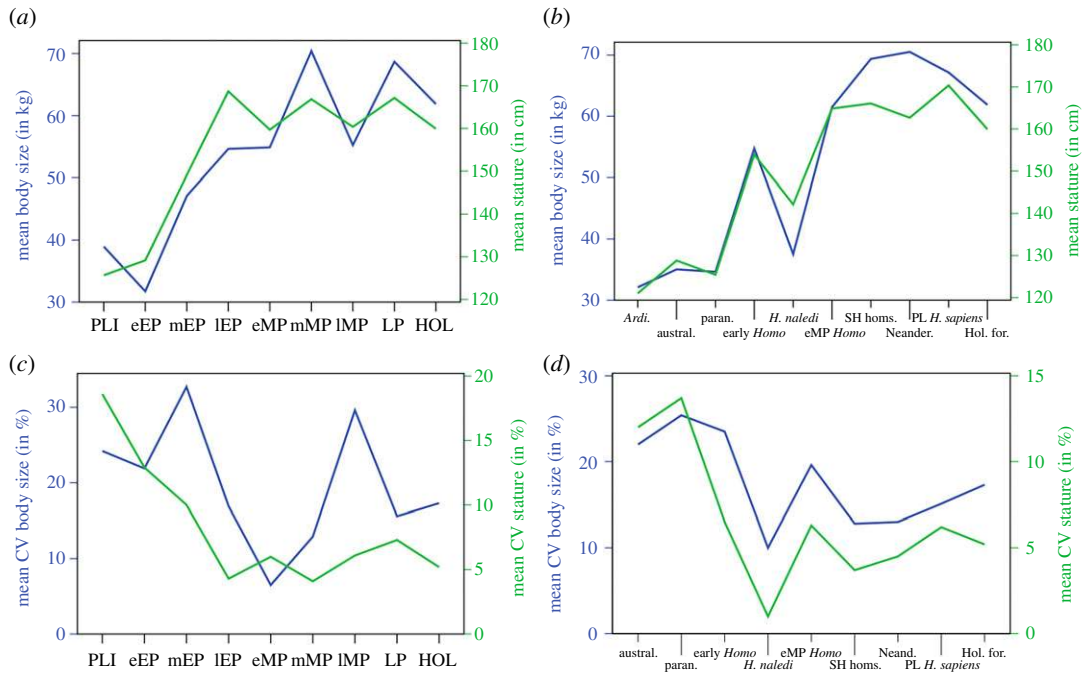 (a)
mean body size (in kg)
70
60
50
40
30
180
170
160
150
140
130
120
mean stature (in cm)
PLI eEP mEP lEP eMP mMP lMP LP HOL
(b)
mean body size (in kg)
70
60
50
40
30
180
170
160
150
140
130
120
mean stature (in cm)
Ardi. paran. H. naledi SH homs. PL H. sapiens
austral. early Homo eMP Homo Neander. Hol. for.
(c)
mean CV body size (in %)
30
20
10
0
20
15
10
5
0
mean CV stature (in %)
PLI eEP mEP lEP eMP mMP lMP LP HOL
(d)
mean CV body size (in %)
30
20
10
0
15
10
5
0
mean CV stature (in %)
austral. early Homo eMP Homo Neand. Hol. for.
paran. H. naledi SH homs. PL H. sapiens